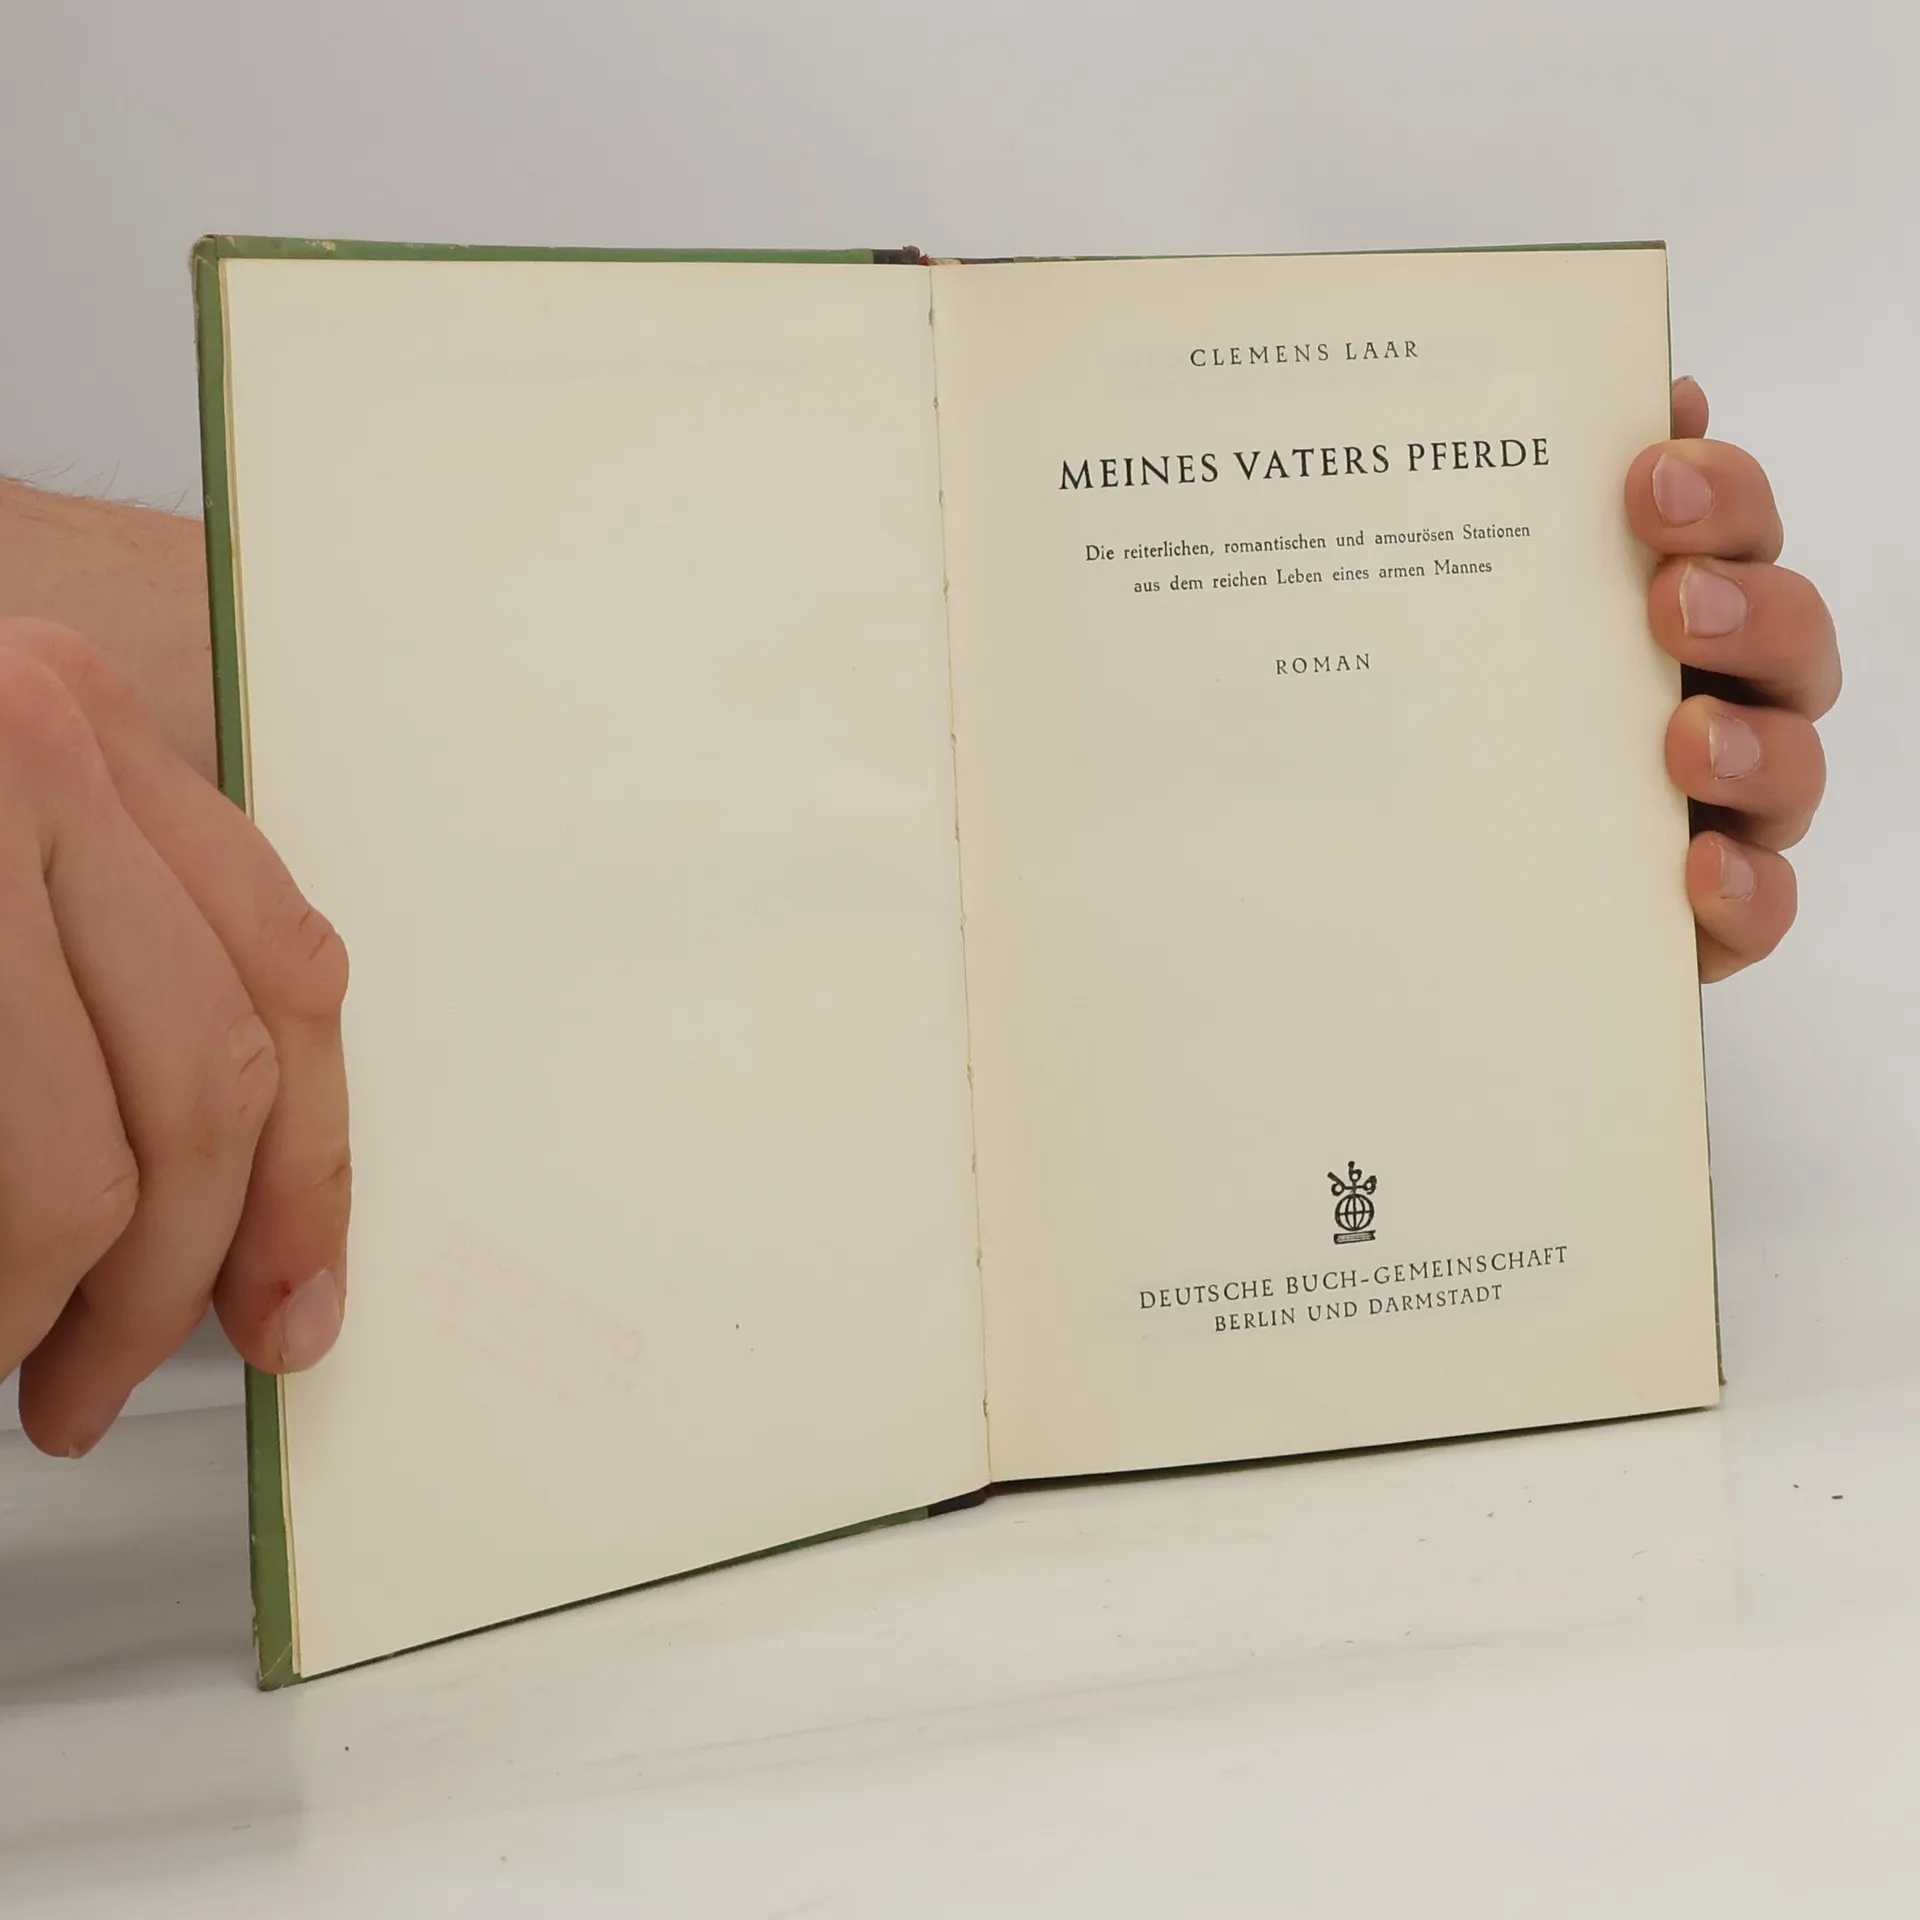 CLEMENS LAAR
MEINES VATERS PFERDE
Die reiterlichen, romantischen und amourösen Stationen
aus dem reichen Leben eines armen Mannes
ROMAN
dbg
DEUTSCHE BUCH-GEMEINSCHAFT
BERLIN UND DARMSTADT